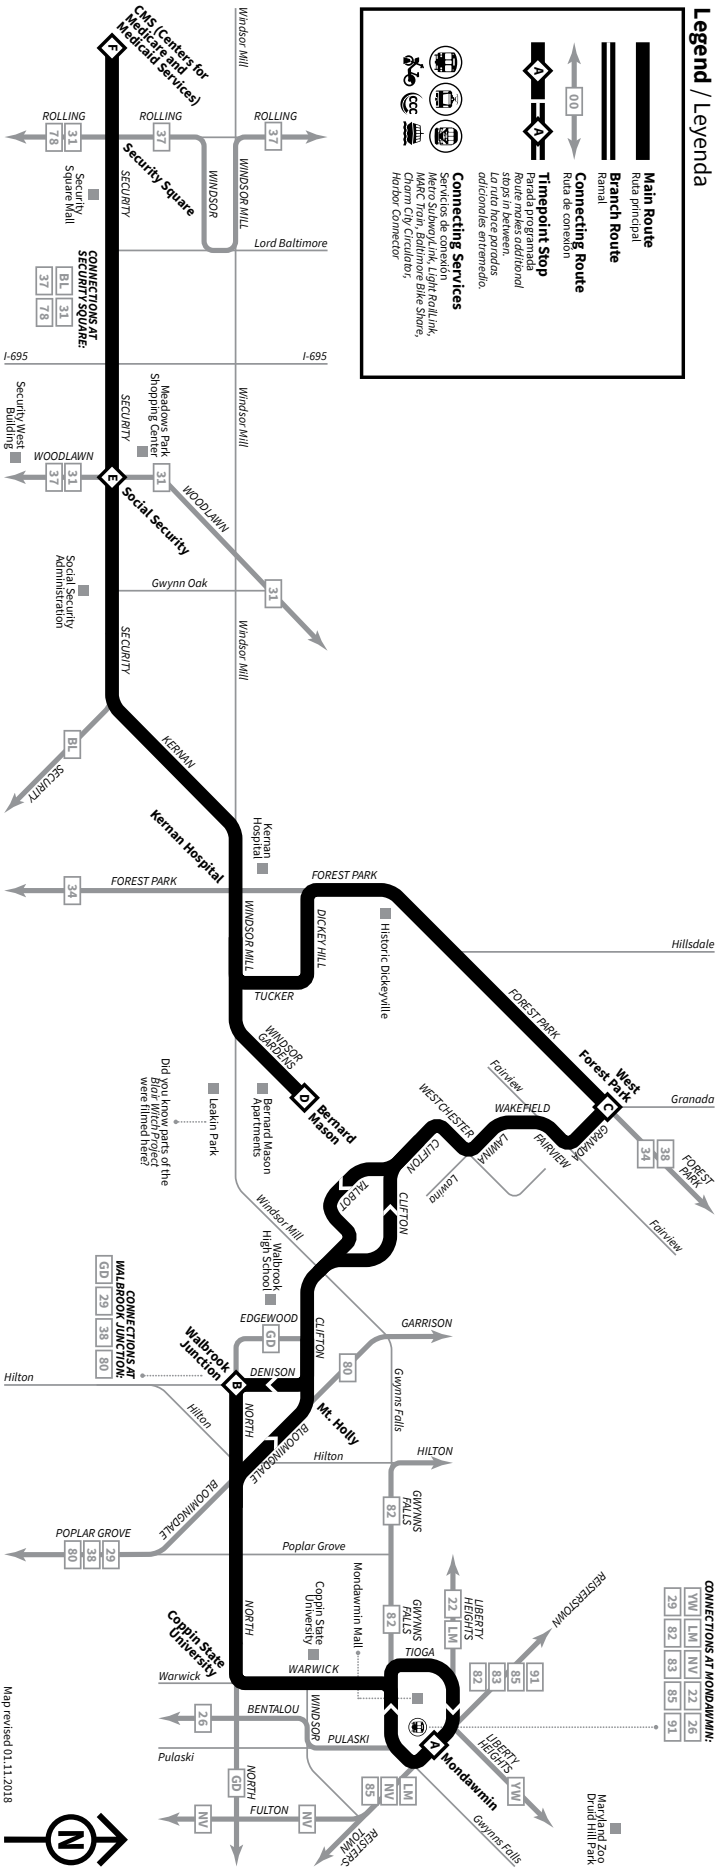 Legend / Leyenda
Main Route
Ruta principal
Branch Route
Ramal
Connecting Route
Ruta de conexión
00
Timepoint Stop
Parada programada
Route makes additional
stops in between.
La ruta hace paradas
adicionales entremedio.
A
A
Connecting Services
Servicios de conexión
Metro SubwayLink, Light RailLink,
MARC Train, Baltimore Bike Share,
Charm City Circulator,
Harbor Connector
CCC
CMS (Centers for
Medicare and
Medicaid Services)
F
Windsor Mill
ROLLING
78
31
ROLLING
37
ROLLING
37
Security Square
SECURITY
WINDSOR
WINDSOR MILL
Security
Square Mall
Lord Baltimore
CONNECTIONS AT
SECURITY SQUARE:
BL
31
37
78
I-695
I-695
SECURITY
Windsor Mill
Meadows Park
Shopping Center
Security West
Building
WOODLAWN
37
31
31
E
Social Security
WOODLAWN
31
Social Security
Administration
Gwynn Oak
SECURITY
Windsor Mill
BL
SECURITY
KERNAN
Kernan Hospital
Kernan
Hospital
34
FOREST PARK
FOREST PARK
WINDSOR MILL
DICKEY HILL
TUCKER
Historic Dickeyville
Hillsdale
FOREST PARK
WINDSOR
GARDENS
D
Bernard
Mason
Bernard Mason
Apartments
Leakin Park
Did you know parts of the
Blair Witch Project
were filmed here?
West
Forest Park
C
Granada
GRANADA
34
38
FOREST
PARK
Fairview
Fairview
WAKEFIELD
FAIRVIEW
LAWINA
Lawina
WESTCHESTER
CLIFTON
CLIFTON
TALBOT
Windsor Mill
Walbrook
High School
CONNECTIONS AT
WALBROOK JUNCTION:
GD
29
38
80
EDGEWOOD
GD
CLIFTON
GARRISON
80
Walbrook
Junction
B
DENISON
Mt. Holly
Gwynns Falls
Hilton
Hilton
Hilton
HILTON
NORTH
BLOOMINGDALE
BLOOMINGDALE
GWYNNS
FALLS
82
POPLAR GROVE
80
38
29
Poplar Grove
Mondawmin Mall
Coppin State
University
NORTH
Coppin State
University
82
GWYNNS
FALLS
22
LM
LIBERTY
HEIGHTS
REISTERSTOWN
82
83
85
91
CONNECTIONS AT MONDAWMIN:
YW
LM
NV
22
26
29
82
83
85
91
TIOGA
Warwick
WARWICK
BENTALOU
26
WINDSOR
PULASKI
Pulaski
A
Mondawmin
LIBERTY
HEIGHTS
YW
GD
NORTH
85
NV
LM
FULTON
NV
NV
REISTERS-
TOWN
Gwynns Falls
Maryland Zoo
Druid Hill Park
Map revised 01.11.2018
N